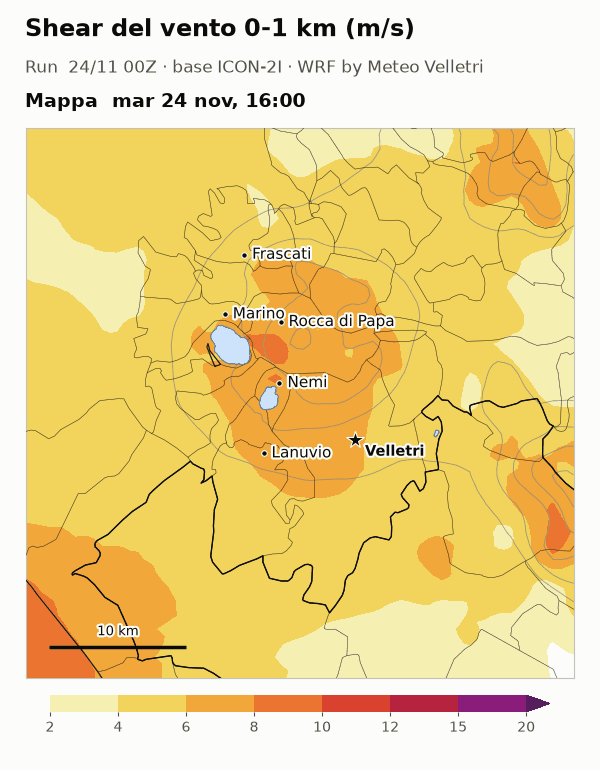 Shear del vento 0-1 km (m/s)
Run  24/11 00Z · base ICON-2I · WRF by Meteo Velletri
Mappa  mar 24 nov, 16:00
Frascati
Marino
Rocca di Papa
Nemi
Velletri
Lanuvio
10 km
2 4 6 8 10 12 15 20